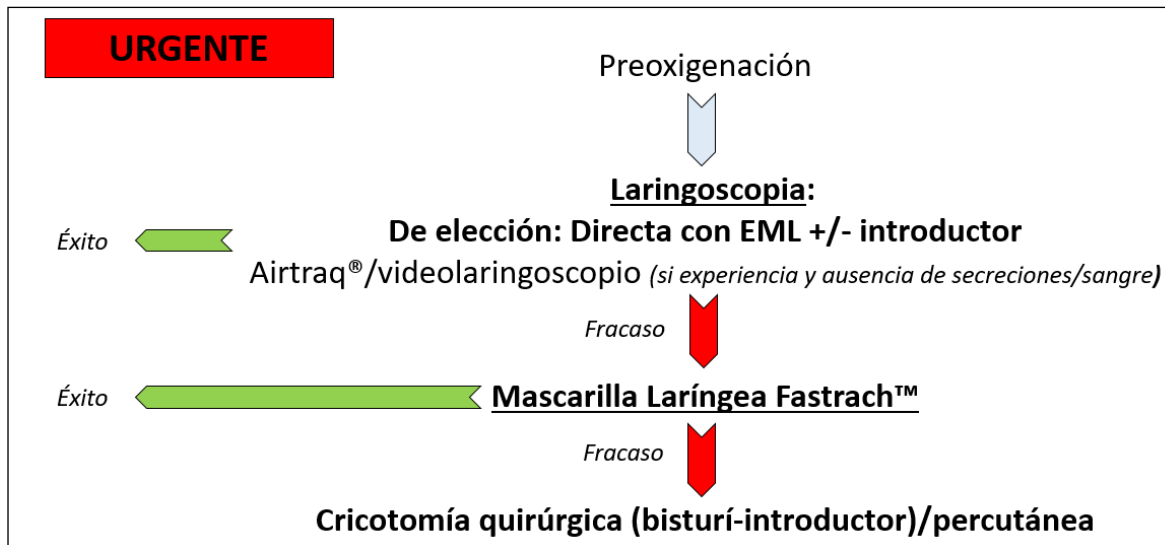 URGENTE
Preoxigenación
Laringoscopia:
De elección: Directa con EML +/- introductor
Éxito
Airtraq®/videolaringoscopio (si experiencia y ausencia de secreciones/sangre)
Fracaso
Éxito
Mascarilla Laríngea Fastrach™
Fracaso
Cricotomía quirúrgica (bisturí-introductor)/percutánea